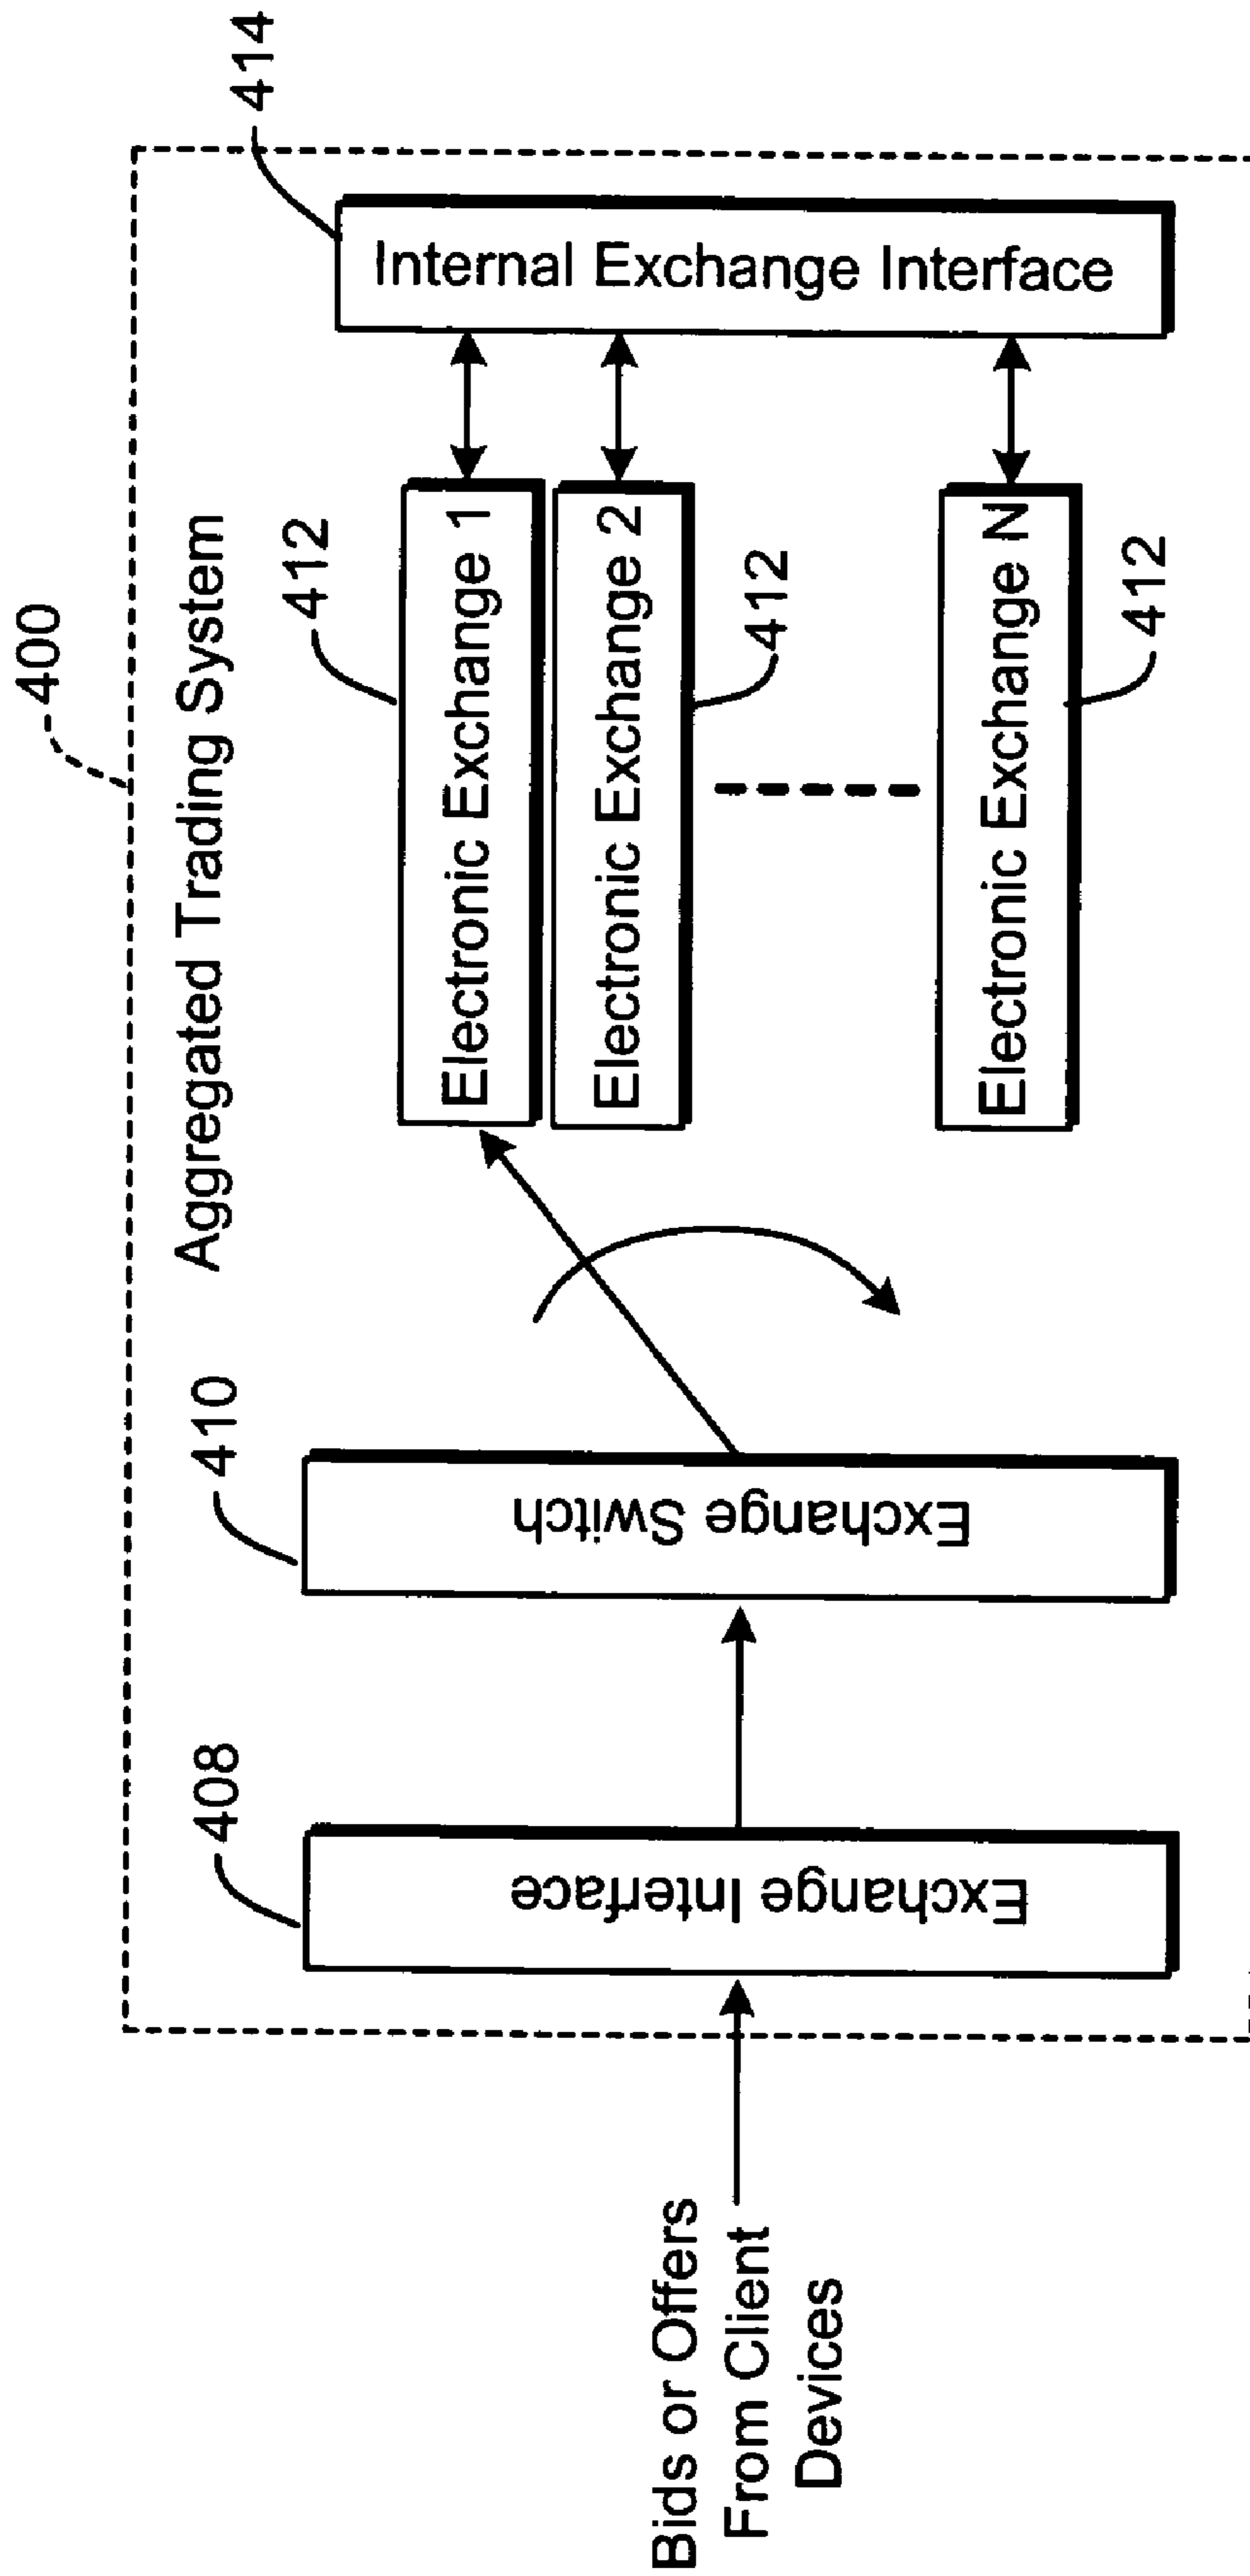 400
Aggregated Trading System
Bids or Offers
From Client
Devices
408
Exchange Interface
410
Exchange Switch
412
Electronic Exchange 1
Electronic Exchange 2
412
Electronic Exchange N
412
414
Internal Exchange Interface